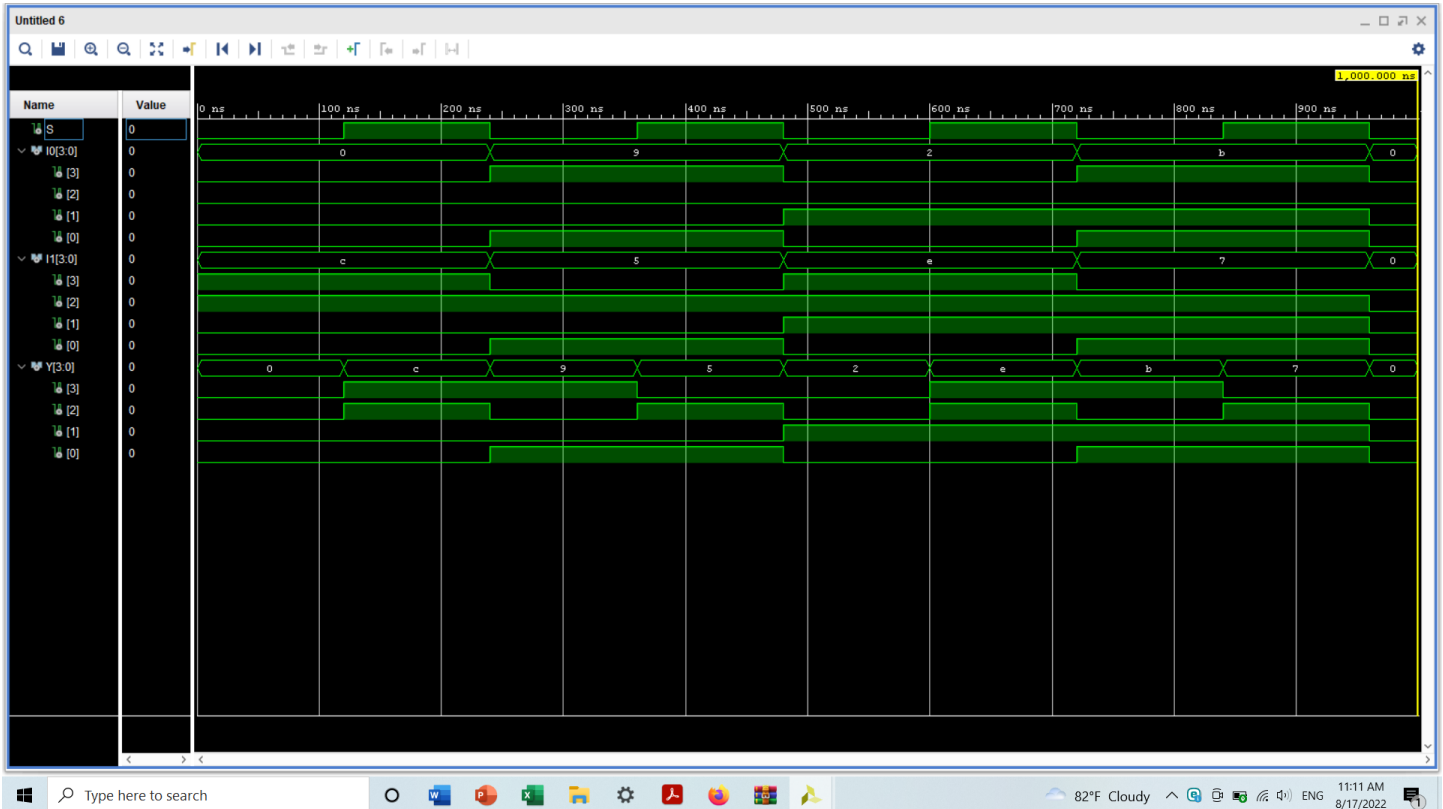 Untitled 6
1,000.000 ns
Name Value 0 ns 100 ns 200 ns 300 ns 400 ns 500 ns 600 ns 700 ns 800 ns 900 ns
S 0
I0[3:0] 0 0 9 2 b 0
[3] 0
[2] 0
[1] 0
[0] 0
I1[3:0] 0 c 5 e 7 0
[3] 0
[2] 0
[1] 0
[0] 0
Y[3:0] 0 0 c 9 5 2 e b 7 0
[3] 0
[2] 0
[1] 0
[0] 0
Type here to search 82°F Cloudy ENG 11:11 AM
8/17/2022